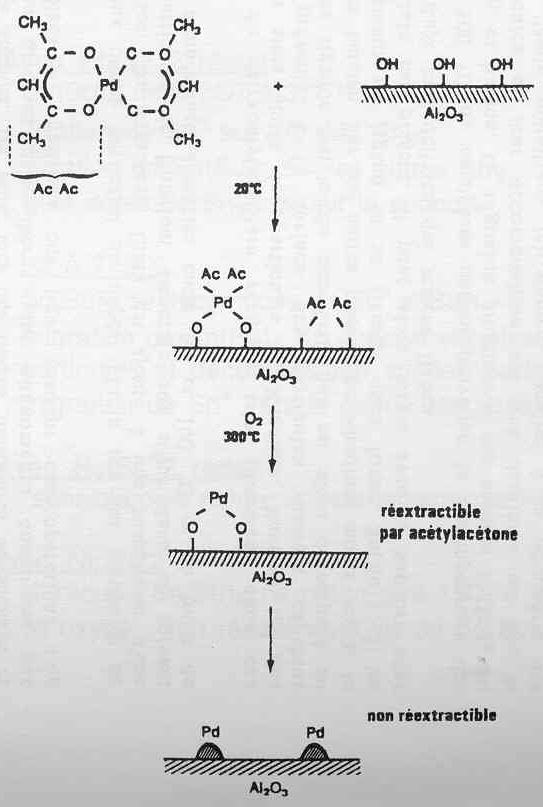 CH₃ CH₃
C O C O
CH Pd CH
C O C O
CH₃ CH₃
Ac Ac
+
OH OH OH
Al₂O₃
20°C
Ac Ac
Pd
O O
Ac Ac
Al₂O₃
O₂
300°C
Pd
O O
Al₂O₃
réextractible
par acétylacétone
non réextractible
Pd Pd
Al₂O₃